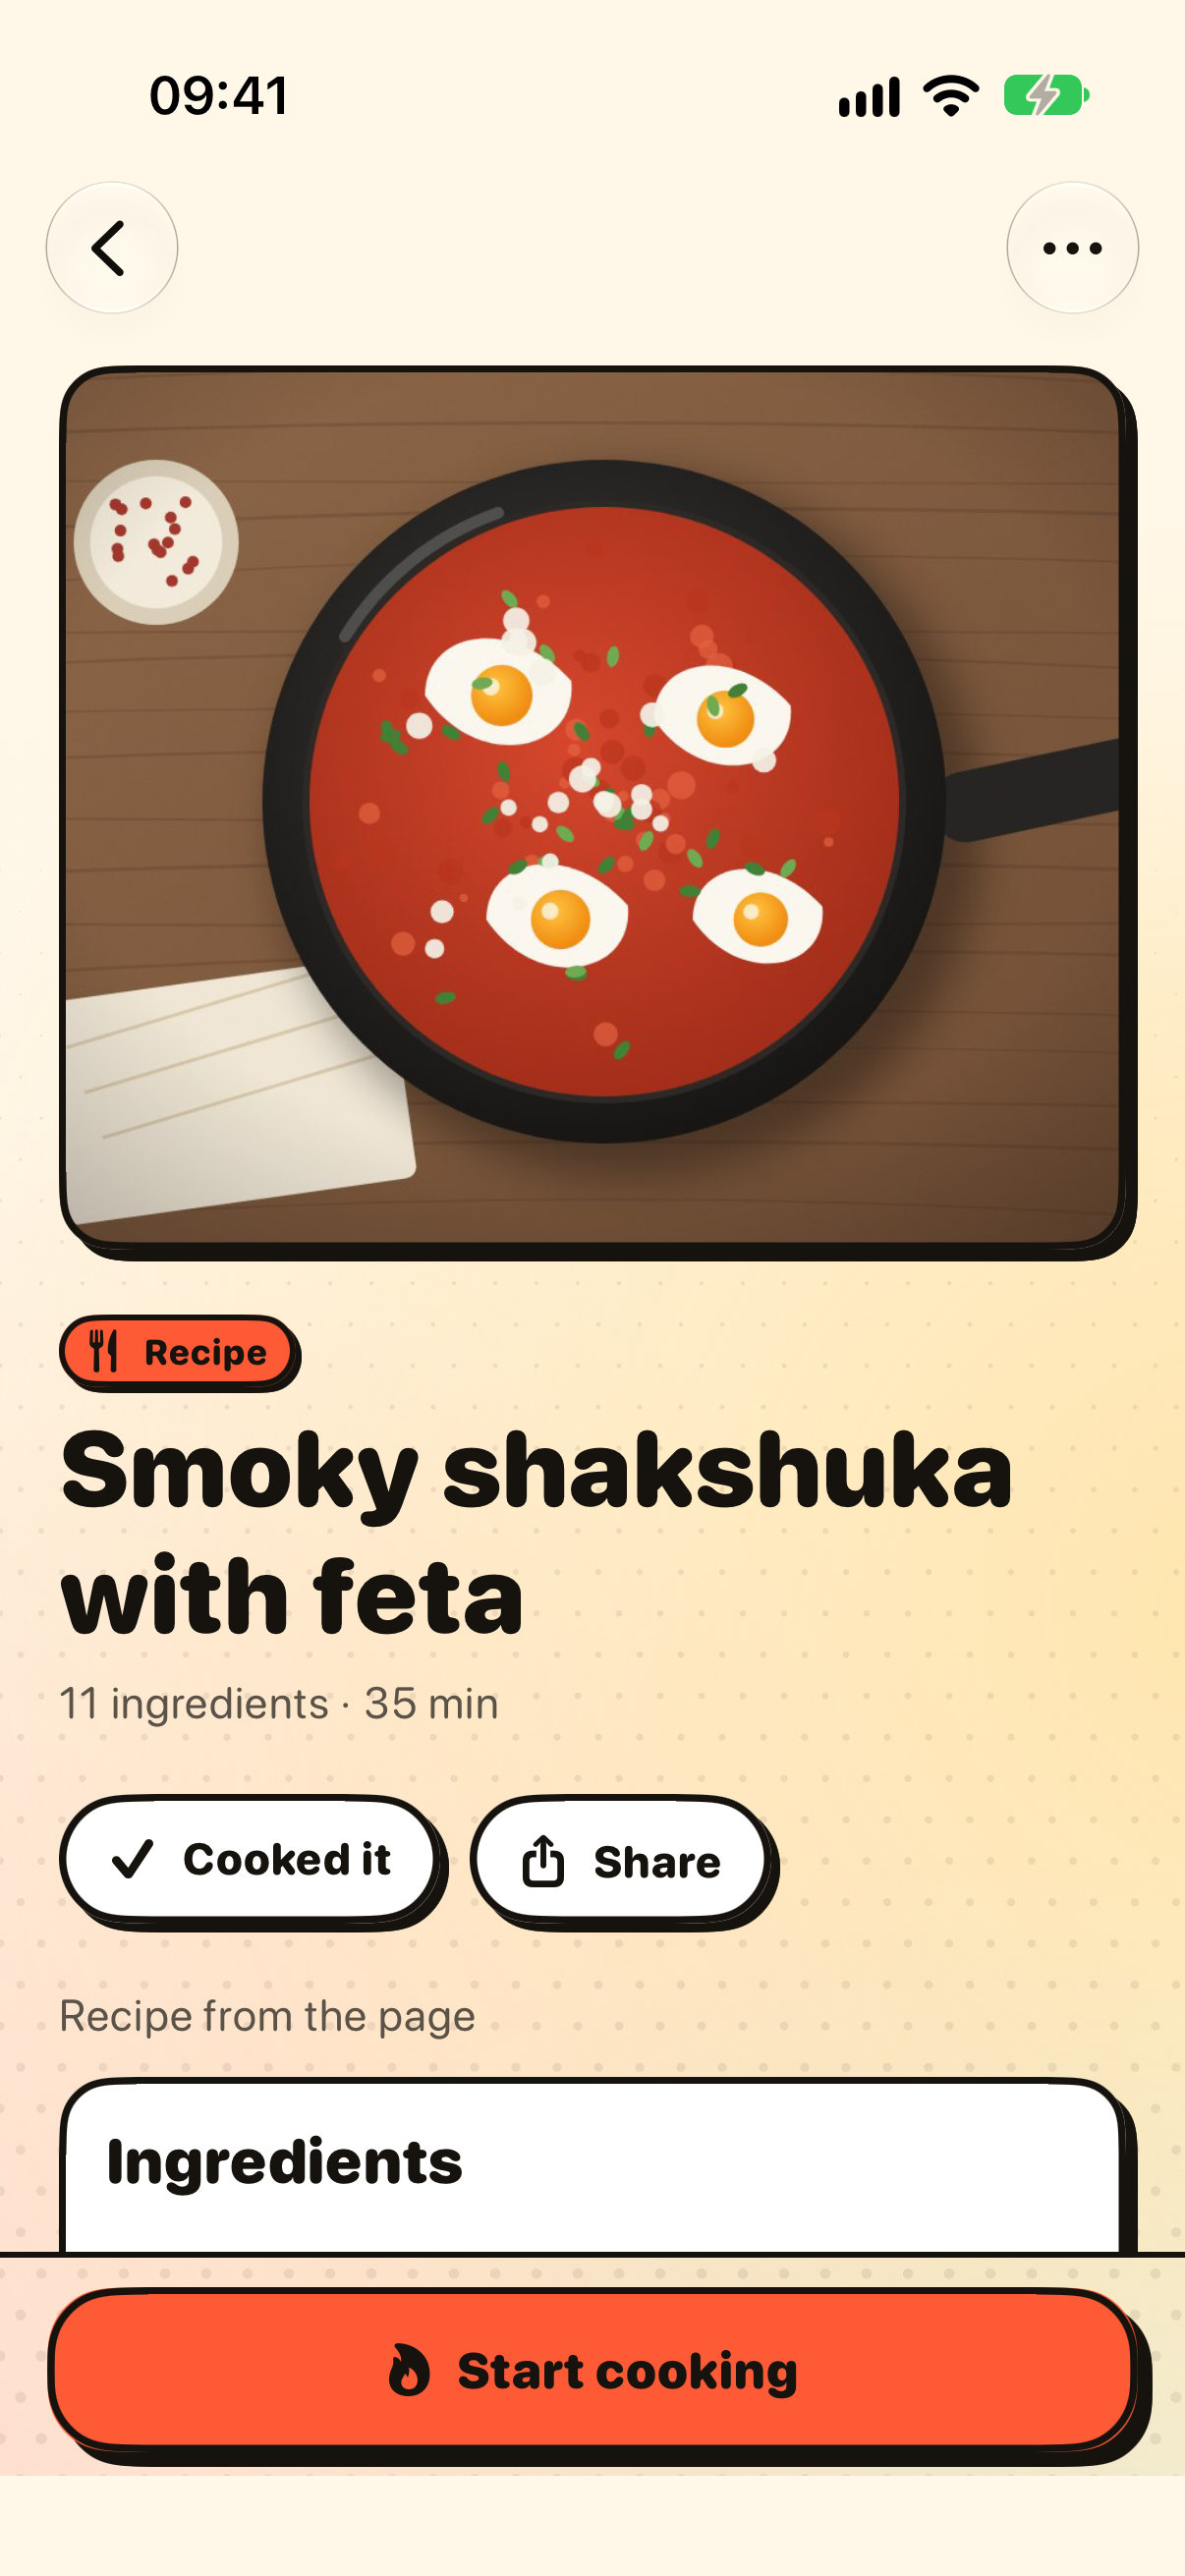 09:41
Recipe
Smoky shakshuka
with feta
11 ingredients · 35 min
Cooked it
Share
Recipe from the page
Ingredients
Start cooking